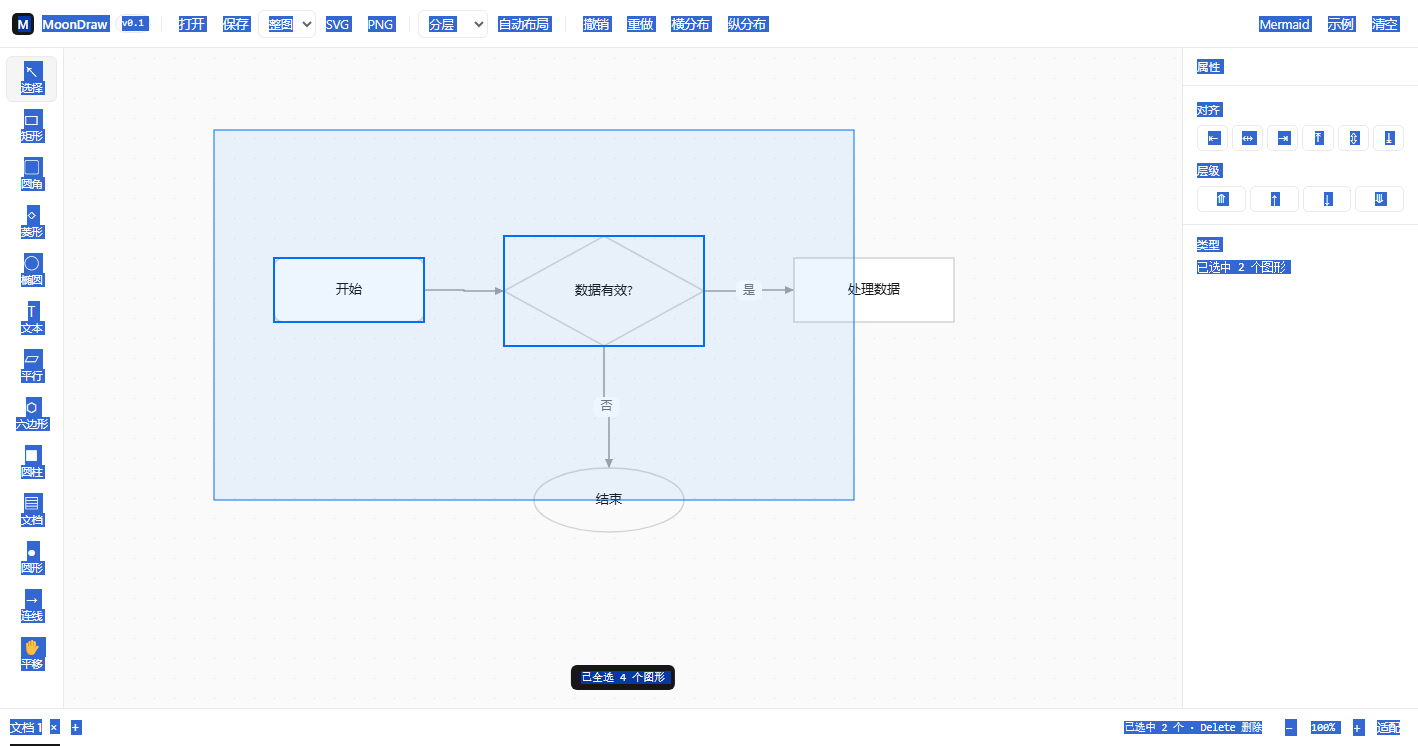 M MoonDraw v0.1 打开 保存 整图 SVG PNG 分层 自动布局 撤销 重做 横分布 纵分布 Mermaid 示例 清空
选择
矩形
圆角
菱形
椭圆
T
文本
平行
六边形
圆柱
文档
圆形
连线
平移
开始
数据有效?
是
处理数据
否
结束
已全选 4 个图形
属性
对齐
层级
类型
已选中 2 个图形
文档 1 × +
已选中 2 个 · Delete 删除 − 100% + 适配